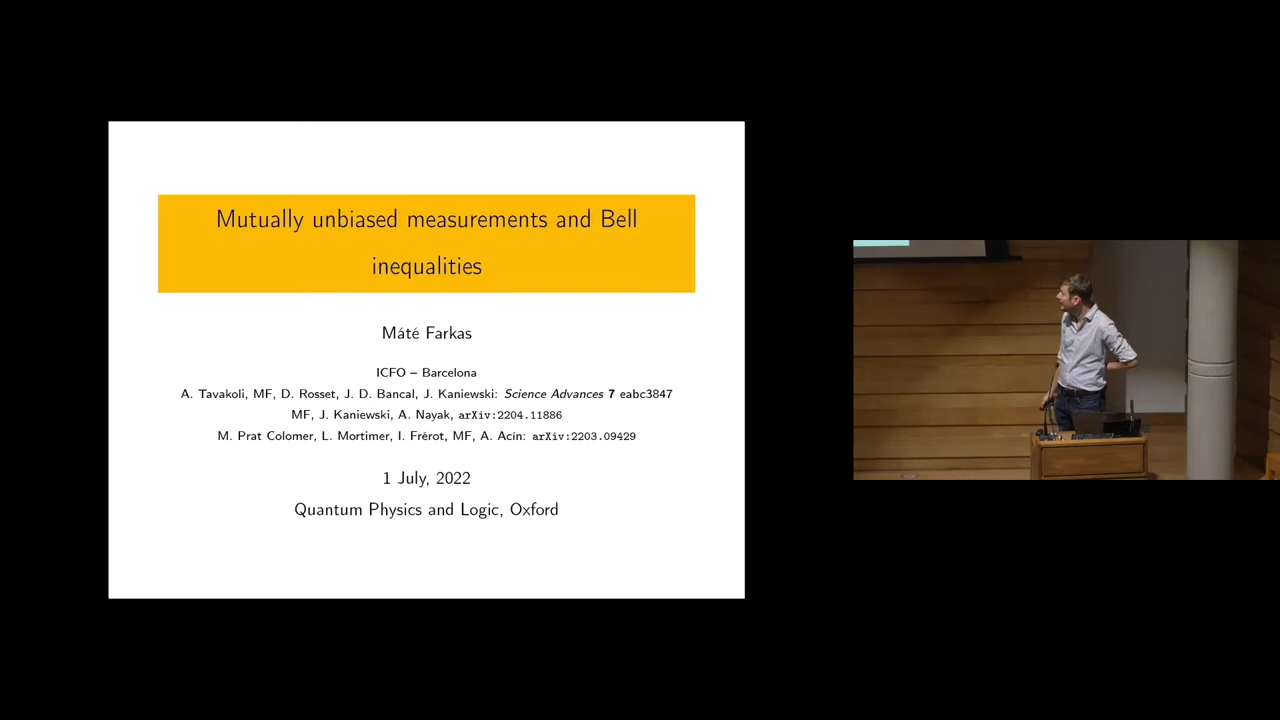 Mutually unbiased measurements and Bell
inequalities
Máté Farkas
ICFO – Barcelona
A. Tavakoli, MF, D. Rosset, J. D. Bancal, J. Kaniewski: Science Advances 7 eabc3847
MF, J. Kaniewski, A. Nayak, arXiv:2204.11886
M. Prat Colomer, L. Mortimer, I. Frérot, MF, A. Acín: arXiv:2203.09429
1 July, 2022
Quantum Physics and Logic, Oxford